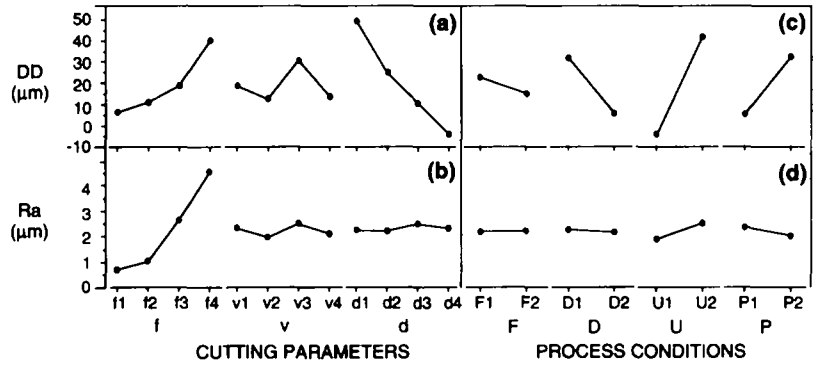 50
(a)
(c)
40
DD
30
(μm)
20
10
0
-10
(b)
(d)
4
Ra
3
(μm)
2
1
0
f1 f2 f3 f4 v1 v2 v3 v4 d1 d2 d3 d4 F1 F2 D1 D2 U1 U2 P1 P2
f v d F D U P
CUTTING PARAMETERS PROCESS CONDITIONS